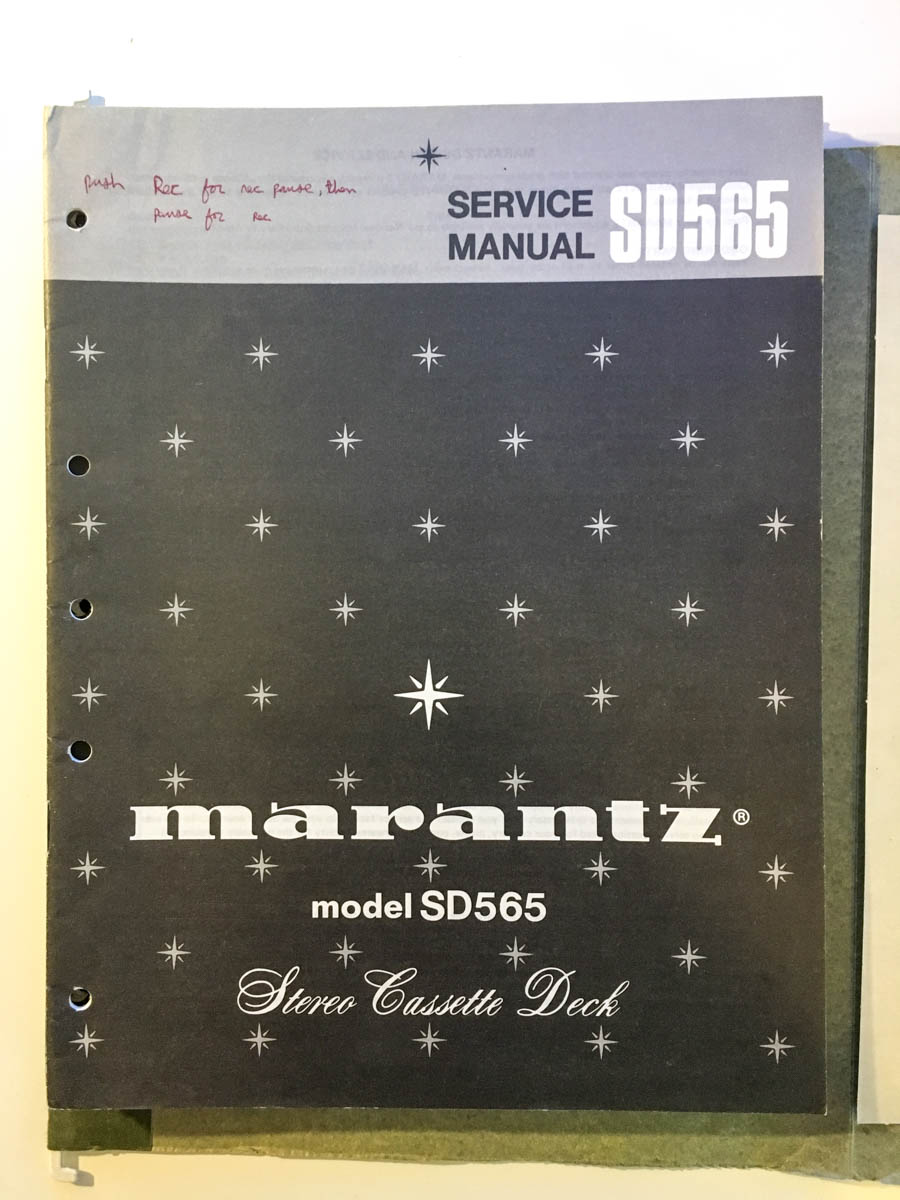 push Rec for rec pause, then
pause for rec
SERVICE
MANUAL
SD565
marantz®
model SD565
Stereo Cassette Deck